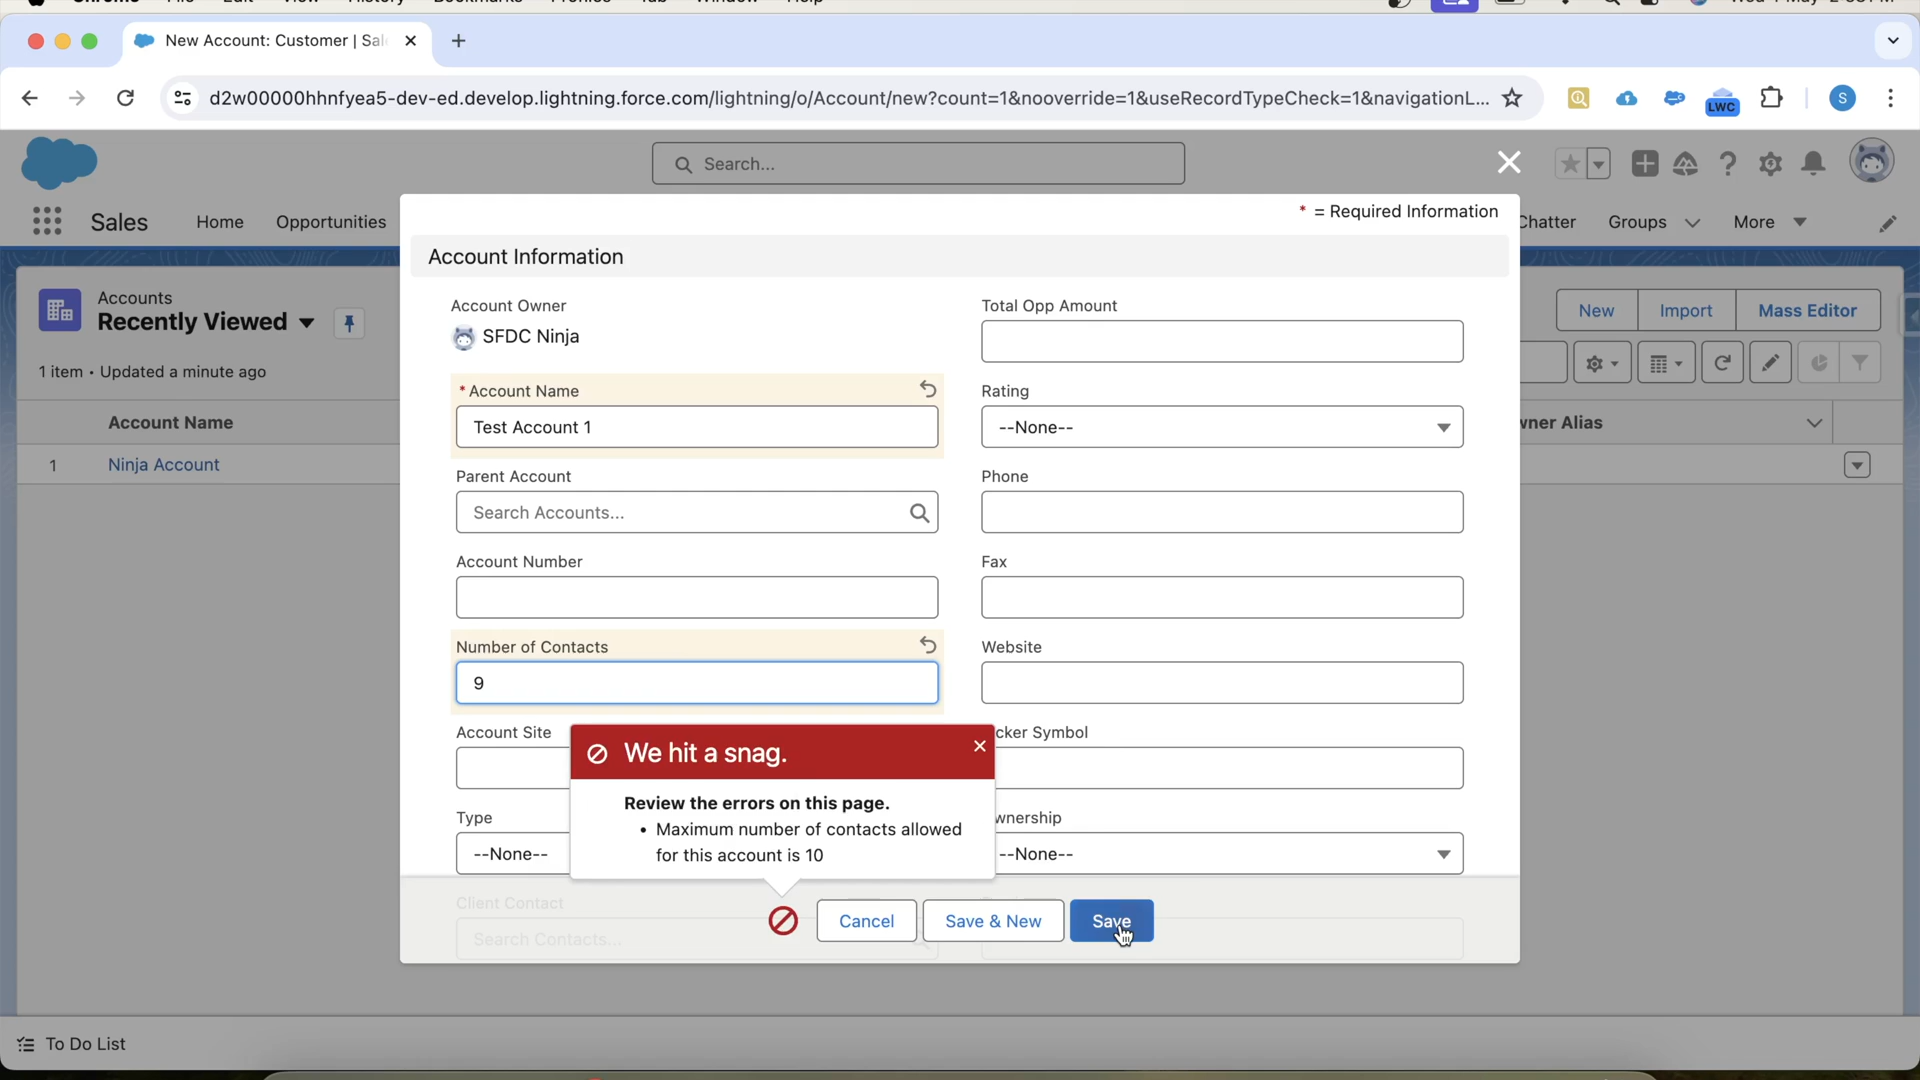 New Account: Customer | Sal
d2w00000hhnfyea5-dev-ed.develop.lightning.force.com/lightning/o/Account/new?count=1&nooverride=1&useRecordTypeCheck=1&navigationL...
LWC
S
Search...
Sales
Home
Opportunities
Chatter
Groups
More
* = Required Information
Account Information
Accounts
Recently Viewed
1 item • Updated a minute ago
New
Import
Mass Editor
Account Name
1
Ninja Account
Account Owner
SFDC Ninja
Total Opp Amount
* Account Name
Test Account 1
Rating
--None--
Parent Account
Search Accounts...
Phone
Account Number
Fax
Number of Contacts
9
Website
Account Site
cker Symbol
We hit a snag.
Review the errors on this page.
• Maximum number of contacts allowed
for this account is 10
Type
--None--
wnership
--None--
Client Contact
Search Contacts...
Cancel
Save & New
Save
wner Alias
To Do List